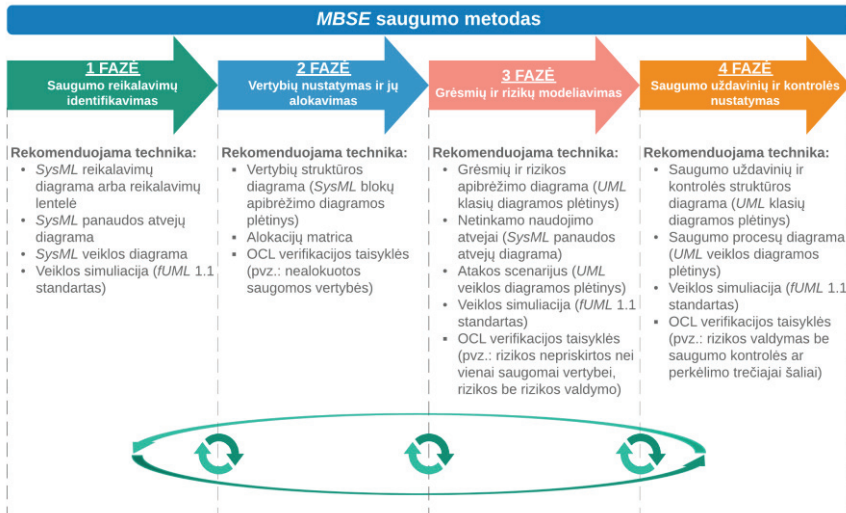 MBSE saugumo metodas
1 FAZĖ
Saugumo reikalavimų
identifikavimas
2 FAZĖ
Vertybių nustatymas ir jų
alokavimas
3 FAZĖ
Grėsmių ir rizikų modeliavimas
4 FAZĖ
Saugumo uždavinių ir kontrolės
nustatymas
Rekomenduojama technika:
• SysML reikalavimų
diagrama arba reikalavimų
lentelė
• SysML panaudos atvejų
diagrama
• SysML veiklos diagrama
• Veiklos simuliacija (fUML 1.1
standartas)
Rekomenduojama technika:
• Vertybių struktūros
diagrama (SysML blokų
apibrėžimo diagramos
plėtinys)
▪ Alokacijų matrica
▪ OCL verifikacijos taisyklės
(pvz.: nealokuotos
saugomos vertybės)
Rekomenduojama technika:
• Grėsmių ir rizikos
apibrėžimo diagrama (UML
klasių diagramos plėtinys)
• Netinkamo naudojimo
atvejai (SysML panaudos
atvejų diagrama)
• Atakos scenarijus (UML
veiklos diagramos plėtinys)
• Veiklos simuliacija (fUML 1.1
standartas)
▪ OCL verifikacijos taisyklės
(pvz.: rizikos nepriskirtos nei
vienai saugomai vertybei,
rizikos be rizikos valdymo)
Rekomenduojama technika:
• Saugumo uždavinių ir
kontrolės struktūros
diagrama (UML klasių
diagramos plėtinys)
• Saugumo procesų diagrama
(UML veiklos diagramos
plėtinys)
• Veiklos simuliacija (fUML 1.1
standartas)
• OCL verifikacijos taisyklės
(pvz.: rizikos valdymas be
saugumo kontrolės ar
perkėlimo trečiajai šaliai)